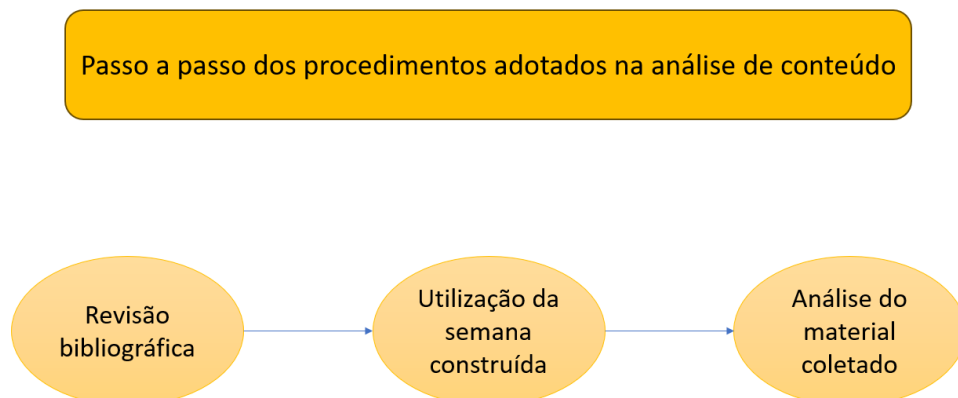 Passo a passo dos procedimentos adotados na análise de conteúdo
Revisão
bibliográfica
Utilização da
semana
construída
Análise do
material
coletado